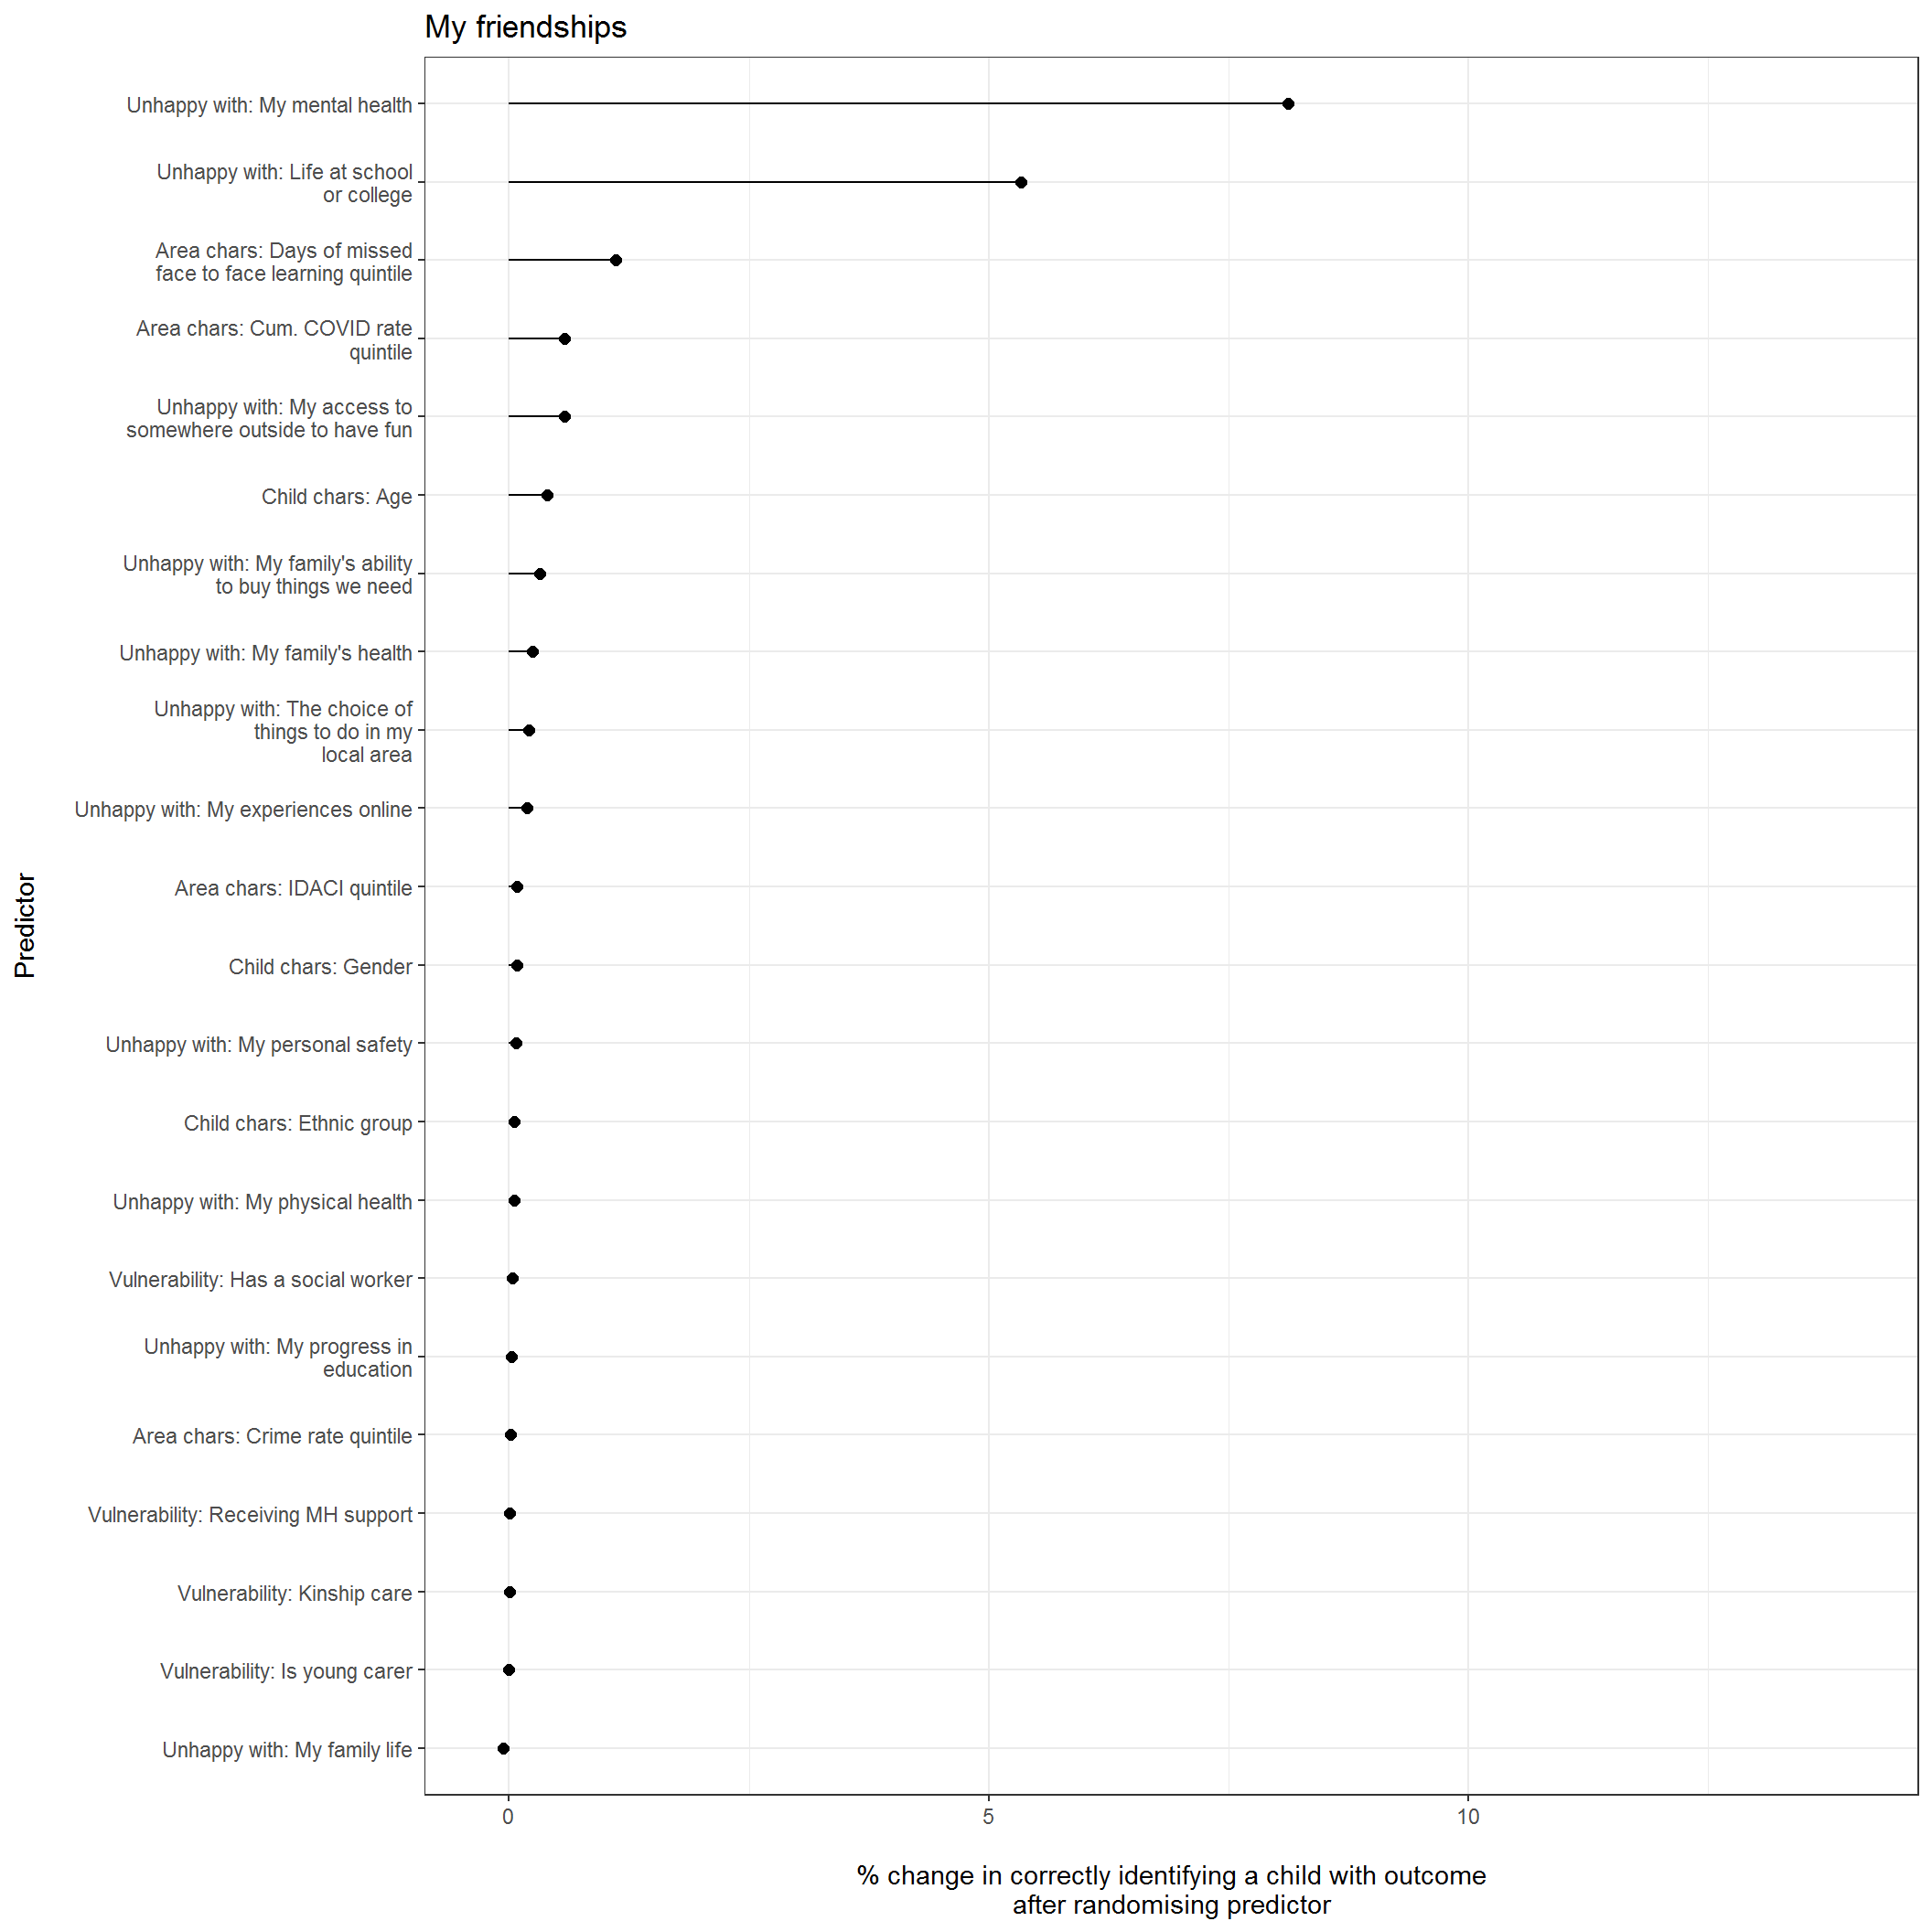 My friendships
Unhappy with: My mental health
Unhappy with: Life at school
or college
Area chars: Days of missed
face to face learning quintile
Area chars: Cum. COVID rate
quintile
Unhappy with: My access to
somewhere outside to have fun
Child chars: Age
Unhappy with: My family's ability
to buy things we need
Unhappy with: My family's health
Unhappy with: The choice of
things to do in my
local area
Unhappy with: My experiences online
Area chars: IDACI quintile
Child chars: Gender
Unhappy with: My personal safety
Child chars: Ethnic group
Unhappy with: My physical health
Vulnerability: Has a social worker
Unhappy with: My progress in
education
Area chars: Crime rate quintile
Vulnerability: Receiving MH support
Vulnerability: Kinship care
Vulnerability: Is young carer
Unhappy with: My family life
Predictor
0 5 10
% change in correctly identifying a child with outcome
after randomising predictor